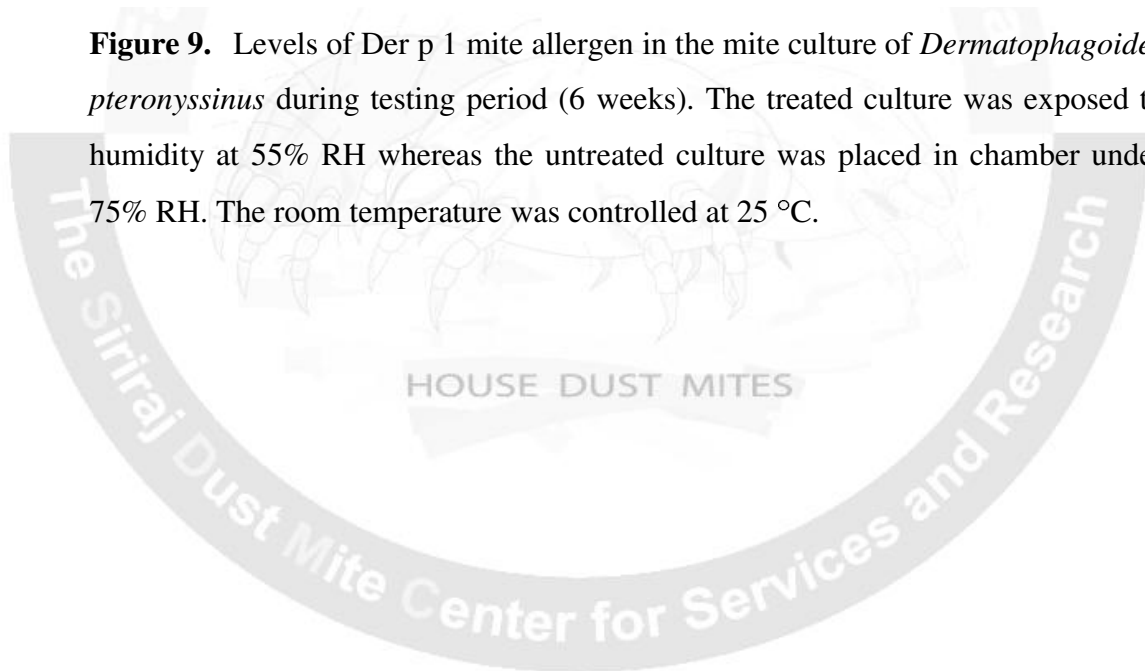 Figure 9. Levels of Der p 1 mite allergen in the mite culture of Dermatophagoide
pteronyssinus during testing period (6 weeks). The treated culture was exposed t
humidity at 55% RH whereas the untreated culture was placed in chamber unde
75% RH. The room temperature was controlled at 25 °C.
HOUSE DUST MITES
The Siriraj Dust Mite Center for Services and Research